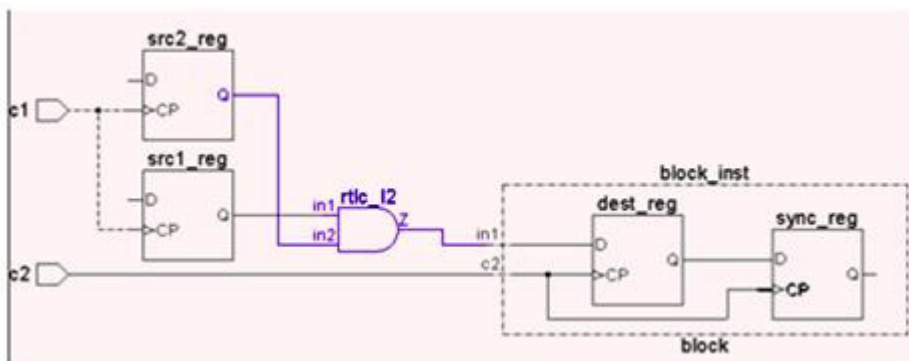 src2_reg
D
Q
c1
CP
src1_reg
D
Q
CP
rtlc_I2
in1
in2
Z
block_inst
dest_reg
sync_reg
in1
D
Q
D
Q
c2
c2
CP
CP
block